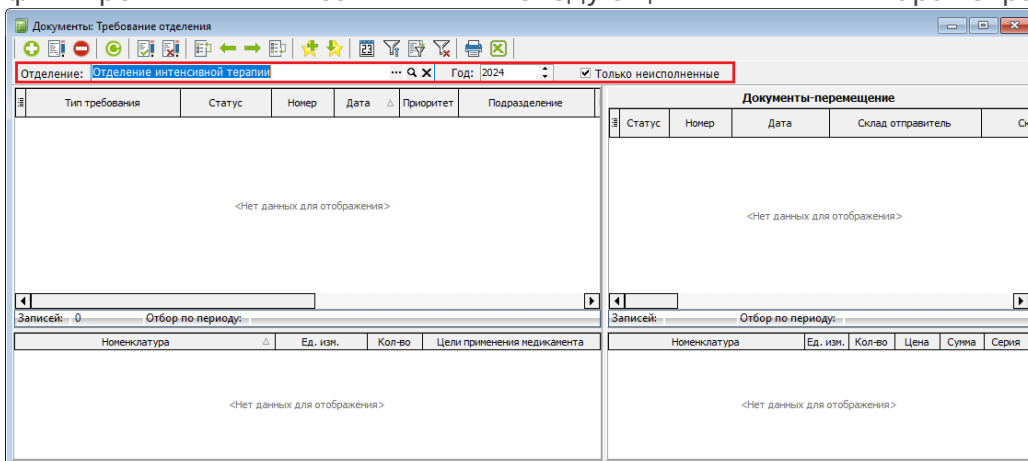 Документы: Требование отделения
23
Отделение: Отделение интенсивной терапии ... Год: 2024 Только неисполненные
Тип требования Статус Номер Дата Приоритет Подразделение
<Нет данных для отображения>
Записей: 0 Отбор по периоду:
Номенклатура Ед. изм. Кол-во Цели применения медикамента
<Нет данных для отображения>
Документы-перемещение
Статус Номер Дата Склад отправитель Ск
<Нет данных для отображения>
Записей: Отбор по периоду:
Номенклатура Ед. изм. Кол-во Цена Сумма Серия
<Нет данных для отображения>